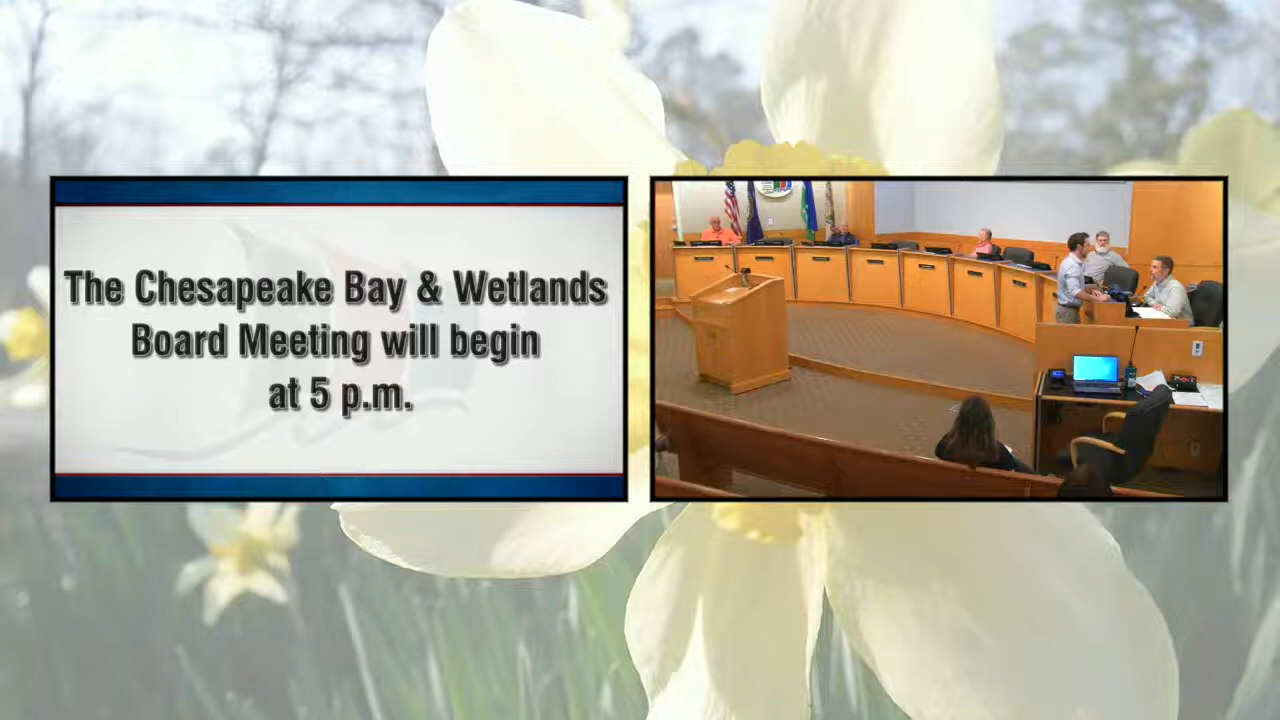 The Chesapeake Bay & Wetlands
Board Meeting will begin
at 5 p.m.